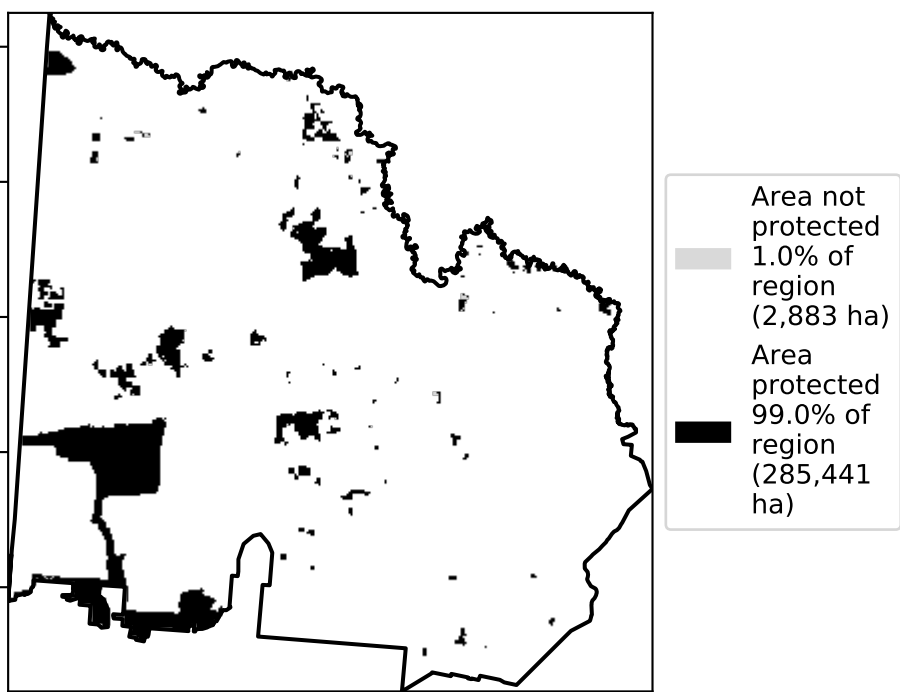 Area not
protected
1.0% of
region
(2,883 ha)
Area
protected
99.0% of
region
(285,441
ha)